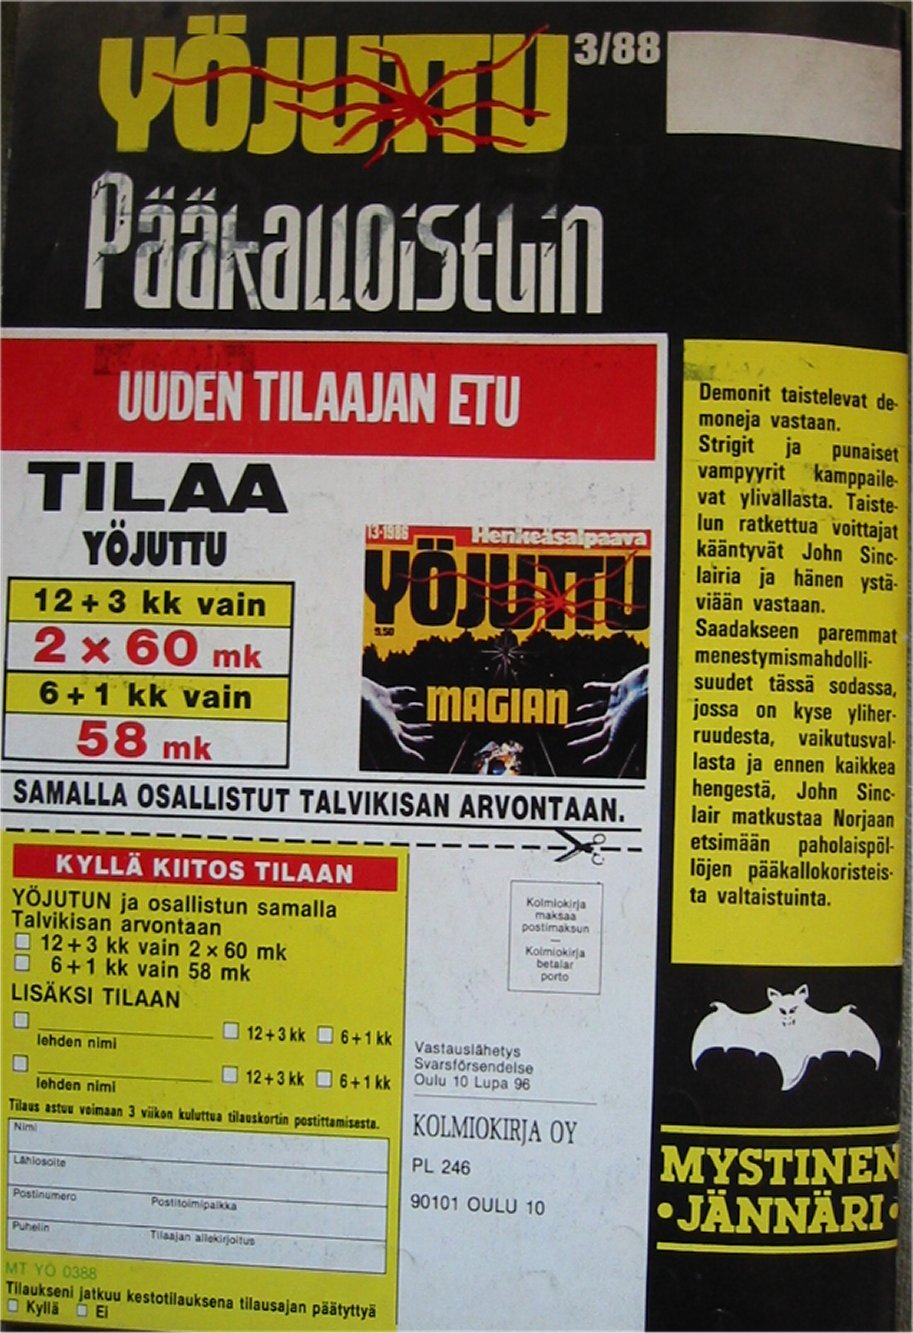 YÖJUTTU 3/88
Pääkalloistuin
UUDEN TILAAJAN ETU
TILAA
YÖJUTTU
12 + 3 kk vain
2 x 60 mk
6 + 1 kk vain
58 mk
13-1986 Henkeäsalpaava
YÖJUTTU
9,50
MAGIAN
SAMALLA OSALLISTUT TALVIKISAN ARVONTAAN.
KYLLÄ KIITOS TILAAN
YÖJUTUN ja osallistun samalla
Talvikisan arvontaan
12 + 3 kk vain 2 x 60 mk
6 + 1 kk vain 58 mk
LISÄKSI TILAAN
12 + 3 kk 6 + 1 kk
lehden nimi
12 + 3 kk 6 + 1 kk
lehden nimi
Tilaus astuu voimaan 3 viikon kuluttua tilauskortin postittamisesta.
Nimi
Lähiosoite
Postinumero Postitoimipaikka
Puhelin Tilaajan allekirjoitus
MT YÖ 0388
Tilaukseni jatkuu kestotilauksena tilausajan päätyttyä
Kyllä Ei
Kolmiokirja
maksaa
postimaksun
—
Kolmiokirja
betalar
porto
Vastauslähetys
Svarsförsendelse
Oulu 10 Lupa 96
KOLMIOKIRJA OY
PL 246
90101 OULU 10
Demonit taistelevat de-
moneja vastaan.
Strigit ja punaiset
vampyyrit kamppaile-
vat ylivallasta. Taiste-
lun ratkettua voittajat
kääntyvät John Sinc-
lairia ja hänen ystä-
viään vastaan.
Saadakseen paremmat
menestymismahdolli-
suudet tässä sodassa,
jossa on kyse yliher-
ruudesta, vaikutusval-
lasta ja ennen kaikkea
hengestä, John Sinc-
lair matkustaa Norjaan
etsimään paholaispöl-
löjen pääkallokoristeis-
ta valtaistuinta.
MYSTINEN
•JÄNNÄRI•